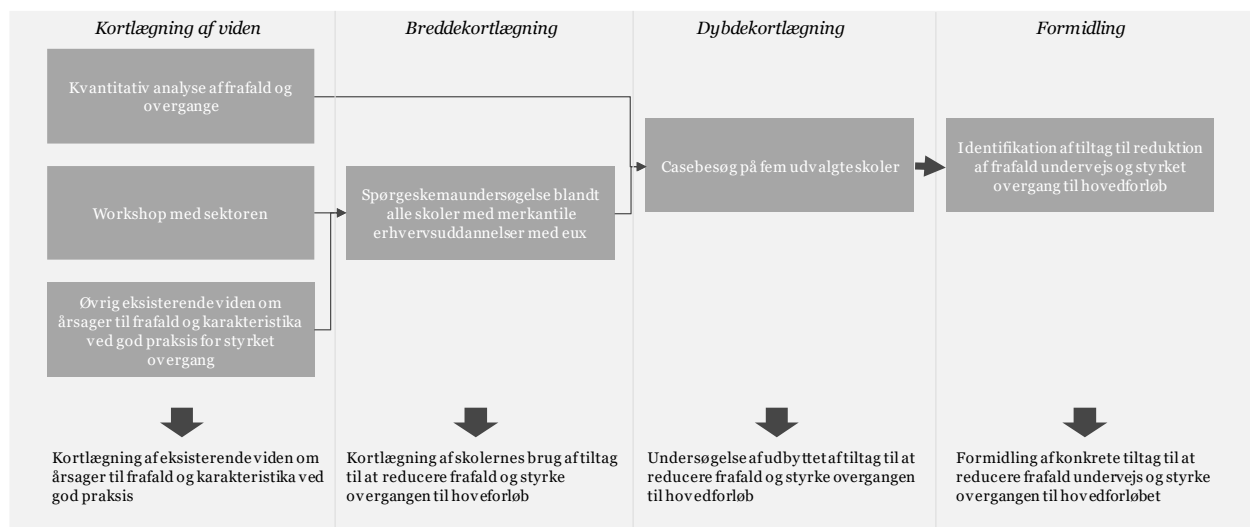 Kortlægning af viden
Kvantitativ analyse af frafald og
overgange
Workshop med sektoren
Øvrig eksisterende viden om
årsager til frafald og karakteristika
ved god praksis for styrket
overgang
Kortlægning af eksisterende viden om
årsager til frafald og karakteristika ved
god praksis
Breddekortlægning
Spørgeskemaundersøgelse blandt
alle skoler med merkantile
erhvervsuddannelser med eux
Kortlægning af skolernes brug af tiltag
til at reducere frafald og styrke
overgangen til hoveforløb
Dybdekortlægning
Casebesøg på fem udvalgte skoler
Undersøgelse af udbyttet af tiltag til at
reducere frafald og styrke overgangen
til hovedforløb
Formidling
Identifikation af tiltag til reduktion
af frafald undervejs og styrket
overgang til hovedforløb
Formidling af konkrete tiltag til at
reducere frafald undervejs og styrke
overgangen til hovedforløbet